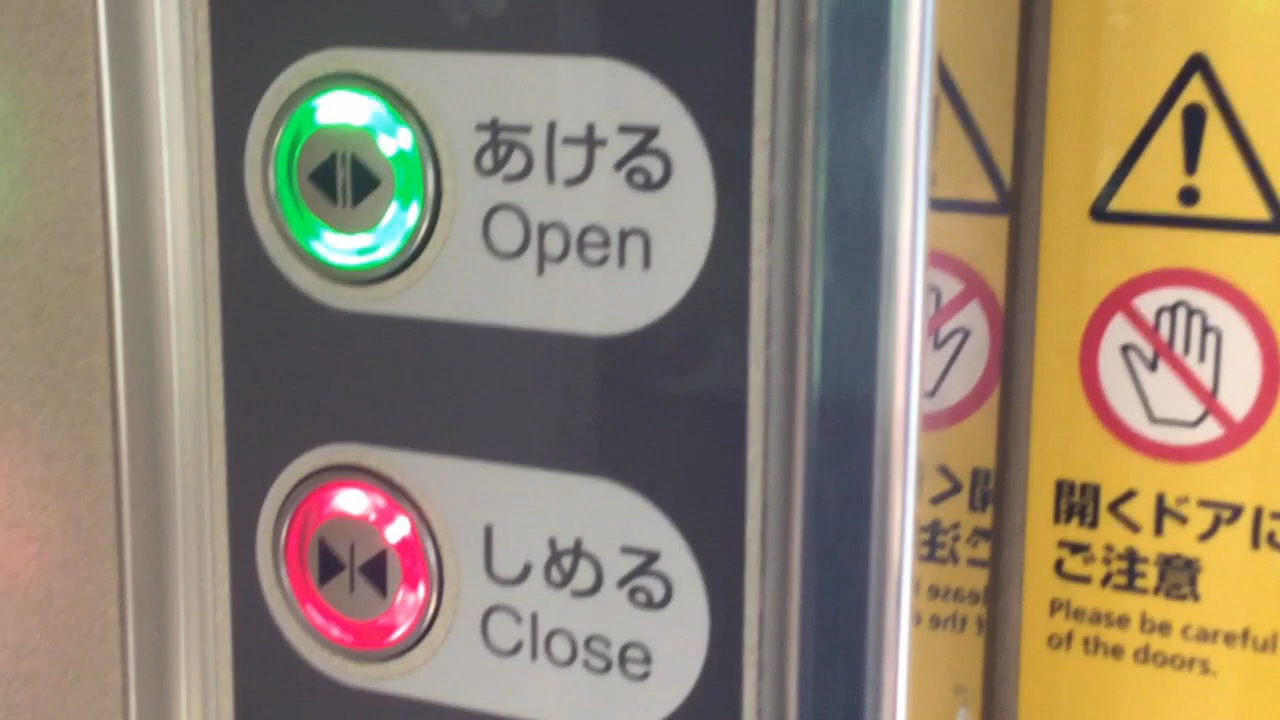 あける
Open
しめる
Close
開くドアに
ご注意
Please be careful
of the doors.